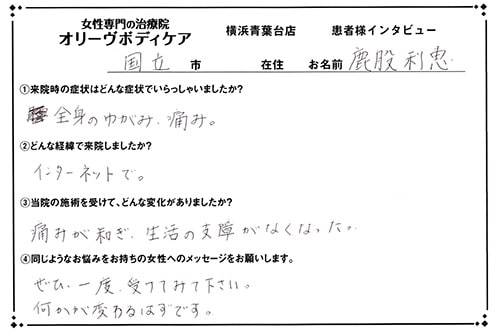 女性専門の治療院
オリーヴボディケア 横浜青葉台店 患者様インタビュー
国立 市 在住 お名前 鹿股利恵
①来院時の症状はどんな症状でいらっしゃいましたか?
全身のゆがみ、痛み。
②どんな経緯で来院しましたか?
インターネットで。
③当院の施術を受けて、どんな変化がありましたか?
痛みが和ぎ、生活の支障がなくなった。
④同じようなお悩みをお持ちの女性へのメッセージをお願いします。
ぜひ、一度、受けてみて下さい。
何かが変わるはずです。